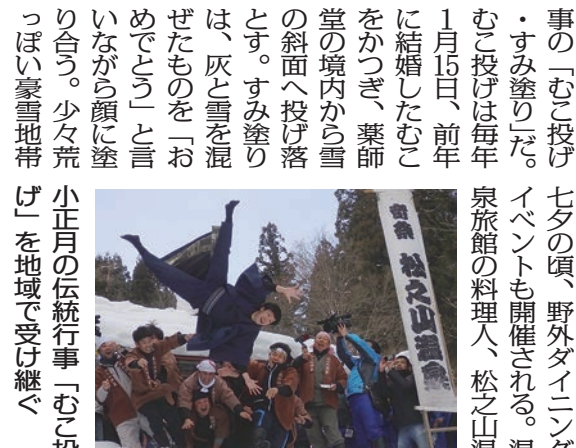 事の「むこ投げ
・すみ塗り」だ。
むこ投げは毎年
1月15日、前年
に結婚したむこ
をかつぎ、薬師
堂の境内から雪
の斜面へ投げ落
とす。すみ塗り
は、灰と雪を混
ぜたものを「お
めでとう」と言
いながら顔に塗
り合う。少々荒
っぽい豪雪地帯
七夕の頃、野外ダイニング
イベントも開催される。温
泉旅館の料理人、松之山温
奇祭 松之山温泉
小正月の伝統行事「むこ投
げ」を地域で受け継ぐ